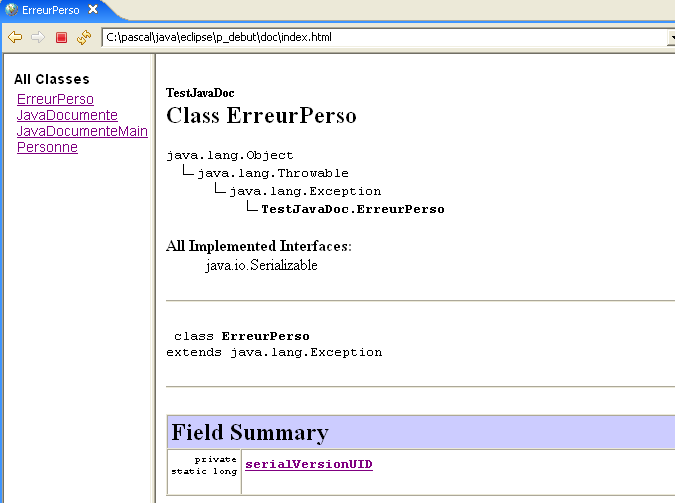 ErreurPerso
C:\pascal\java\eclipse\p_debut\doc\index.html
All Classes
ErreurPerso
JavaDocumente
JavaDocumenteMain
Personne
TestJavaDoc
Class ErreurPerso
java.lang.Object
java.lang.Throwable
java.lang.Exception
TestJavaDoc.ErreurPerso
All Implemented Interfaces:
java.io.Serializable
class ErreurPerso
extends java.lang.Exception
Field Summary
private
static long
serialVersionUID